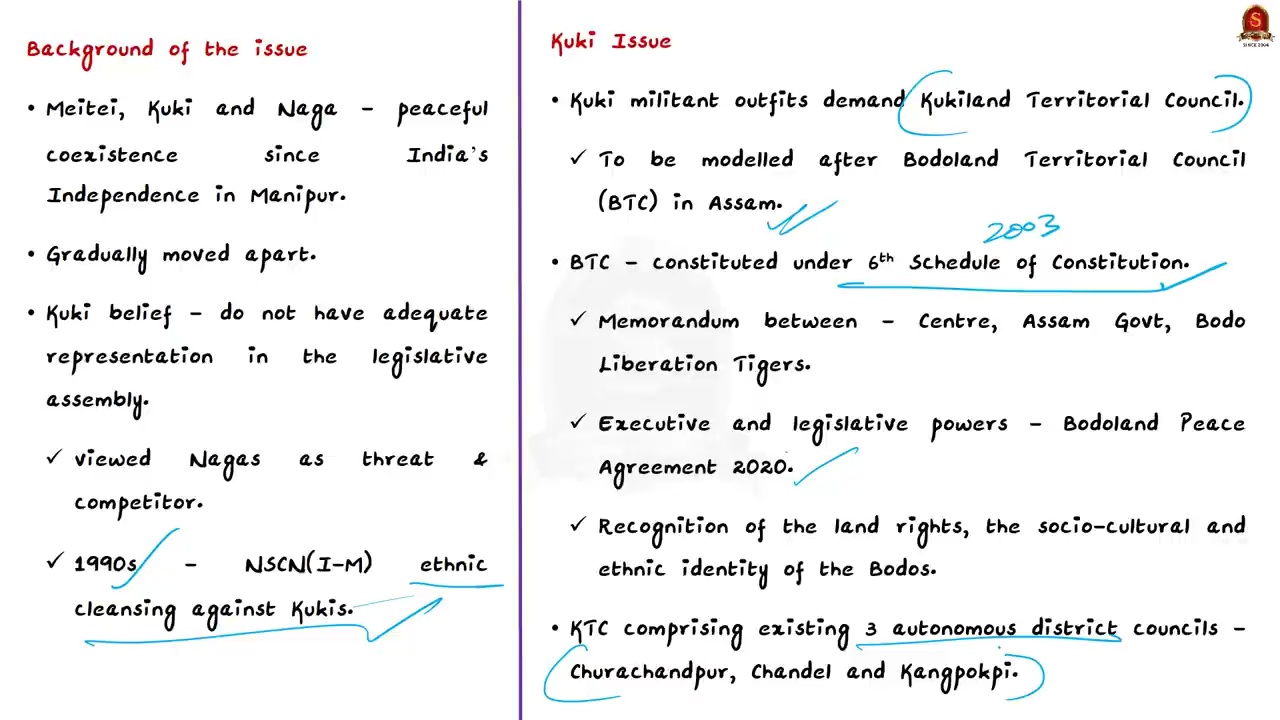 Background of the issue
• Meitei, Kuki and Naga – peaceful
coexistence since India's
Independence in Manipur.
• Gradually moved apart.
• Kuki belief – do not have adequate
representation in the legislative
assembly.
✓ viewed Nagas as threat &
competitor.
✓ 1990s – NSCN(I-M) ethnic
cleansing against Kukis.
Kuki Issue
• Kuki militant outfits demand Kukiland Territorial Council.
✓ To be modelled after Bodoland Territorial Council
(BTC) in Assam.
2003
• BTC – constituted under 6th Schedule of Constitution.
✓ Memorandum between – Centre, Assam Govt, Bodo
Liberation Tigers.
✓ Executive and legislative powers – Bodoland Peace
Agreement 2020.
✓ Recognition of the land rights, the socio-cultural and
ethnic identity of the Bodos.
• KTC comprising existing 3 autonomous district councils –
Churachandpur, Chandel and Kangpokpi.
S
SINCE 2004